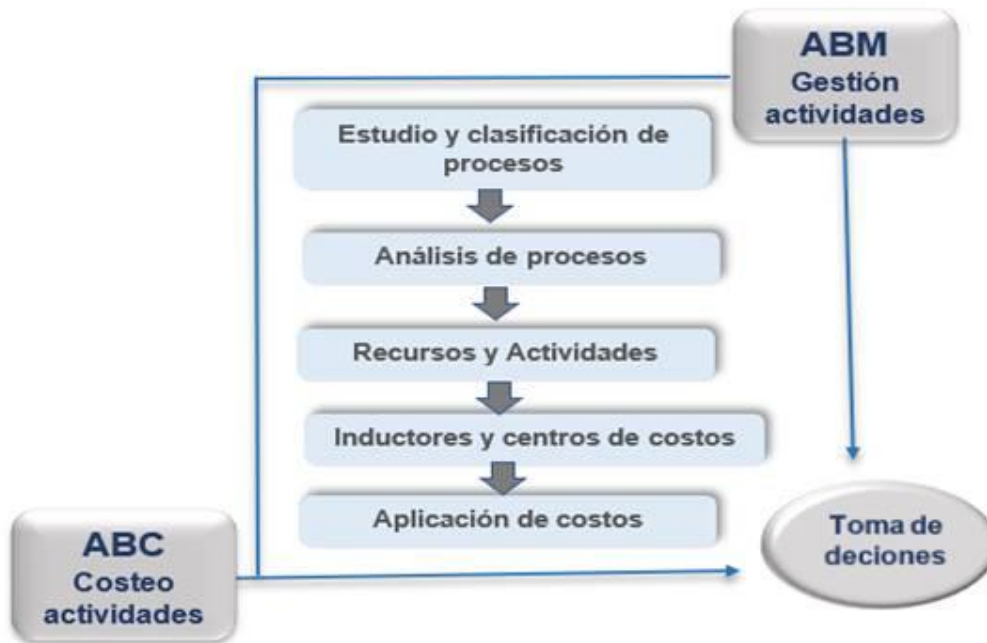 ABM
Gestión
actividades
Estudio y clasificación de
procesos
Análisis de procesos
Recursos y Actividades
Inductores y centros de costos
Aplicación de costos
ABC
Costeo
actividades
Toma de
deciones